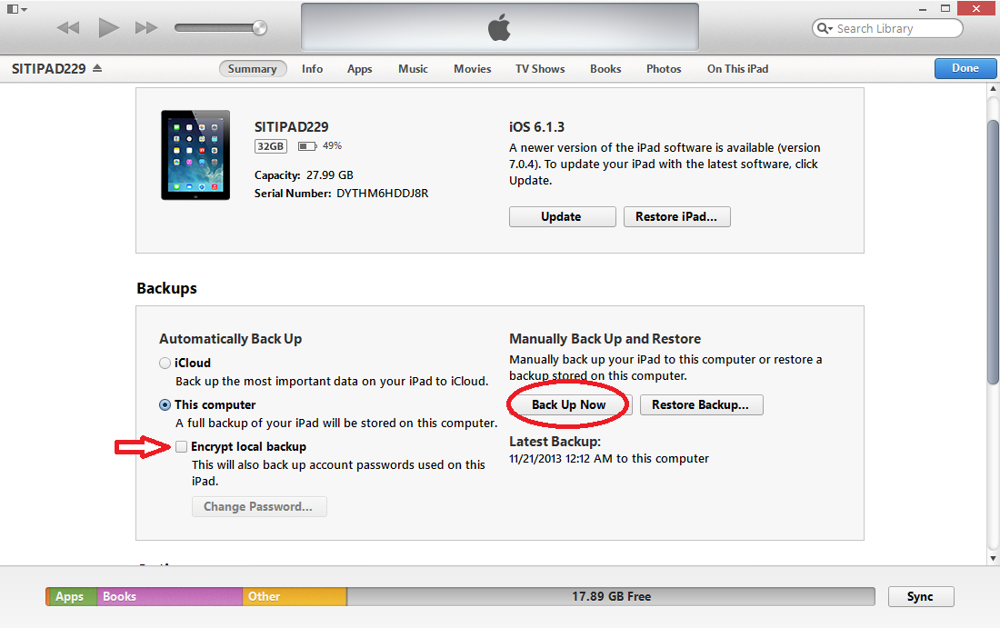 Search Library
SITIPAD229
Summary Info Apps Music Movies TV Shows Books Photos On This iPad Done
SITIPAD229
32GB 49%
Capacity: 27.99 GB
Serial Number: DYTHM6HDDJ8R
iOS 6.1.3
A newer version of the iPad software is available (version
7.0.4). To update your iPad with the latest software, click
Update.
Update Restore iPad...
Backups
Automatically Back Up
iCloud
Back up the most important data on your iPad to iCloud.
This computer
A full backup of your iPad will be stored on this computer.
Encrypt local backup
This will also back up account passwords used on this
iPad.
Change Password...
Manually Back Up and Restore
Manually back up your iPad to this computer or restore a
backup stored on this computer.
Back Up Now Restore Backup...
Latest Backup:
11/21/2013 12:12 AM to this computer
Apps Books Other 17.89 GB Free Sync